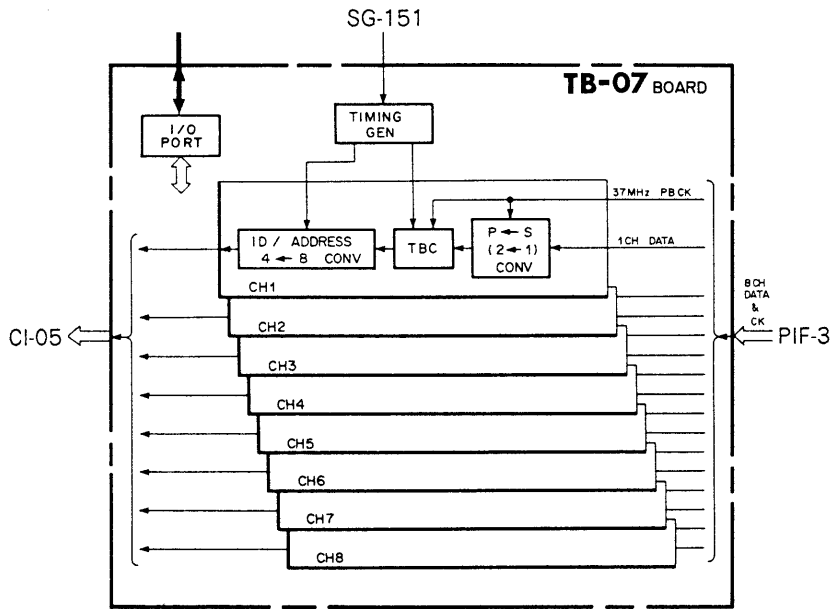 SG-151
TB-07 BOARD
I/O
PORT
TIMING
GEN
37MHz PBCK
ID / ADDRESS
4 ← 8 CONV
TBC
P ← S
(2 ← 1)
CONV
1CH DATA
CH1
8CH
DATA
&
CK
CH2
CI-05
PIF-3
CH3
CH4
CH5
CH6
CH7
CH8